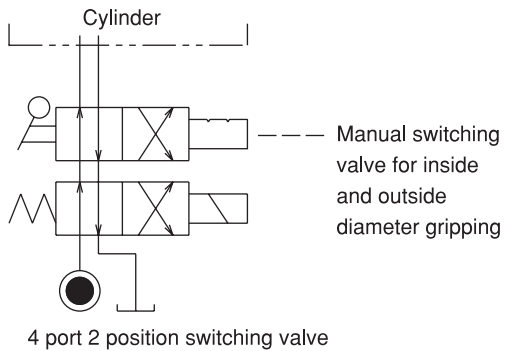 Cylinder
Manual switching
valve for inside
and outside
diameter gripping
4 port 2 position switching valve